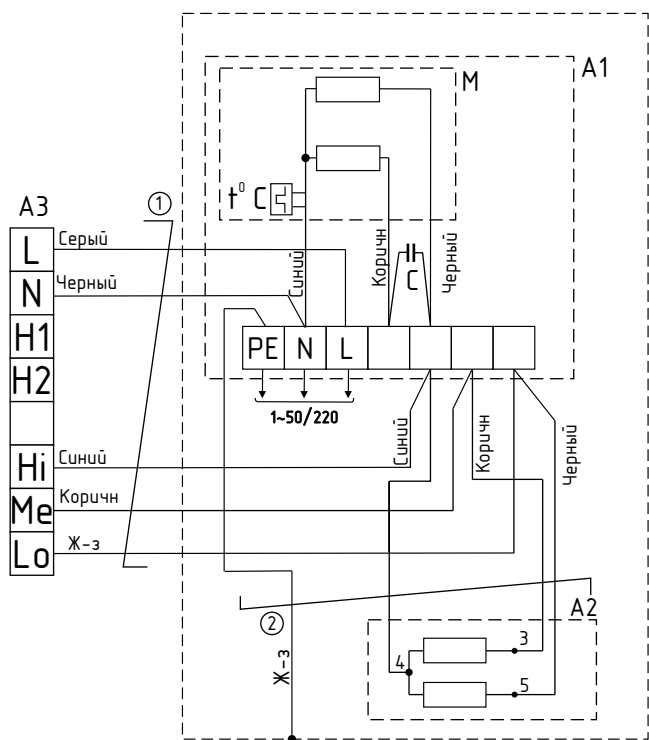 A1
M
t° C
A3
1
L
Серый
N
Черный
H1
H2
Hi
Синий
Me
Коричн
Lo
Ж-з
Синий
Коричн
C
Черный
PE
N
L
1~50/220
Синий
Коричн
Черный
2
Ж-з
A2
3
4
5